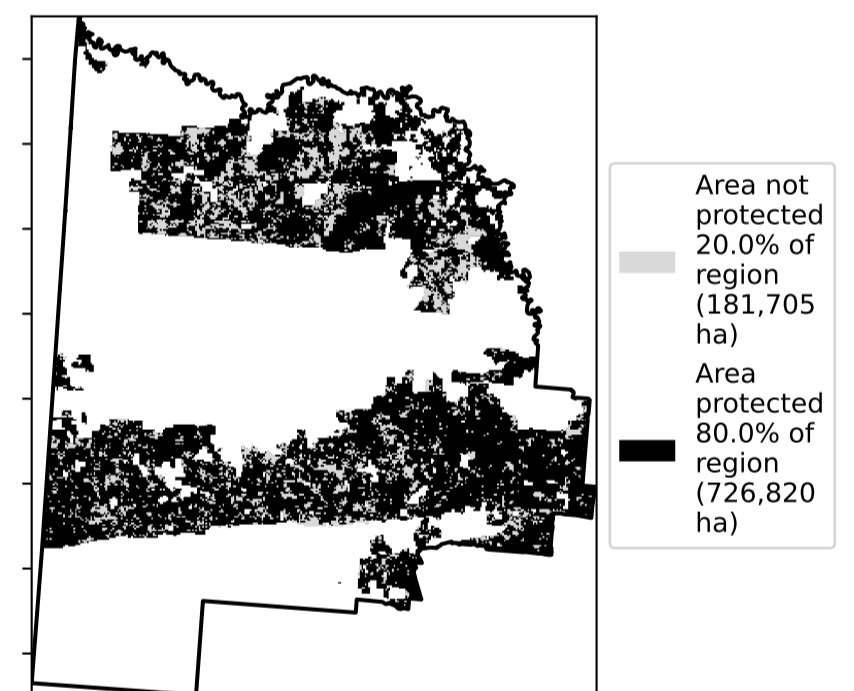 Area not
protected
20.0% of
region
(181,705
ha)
Area
protected
80.0% of
region
(726,820
ha)